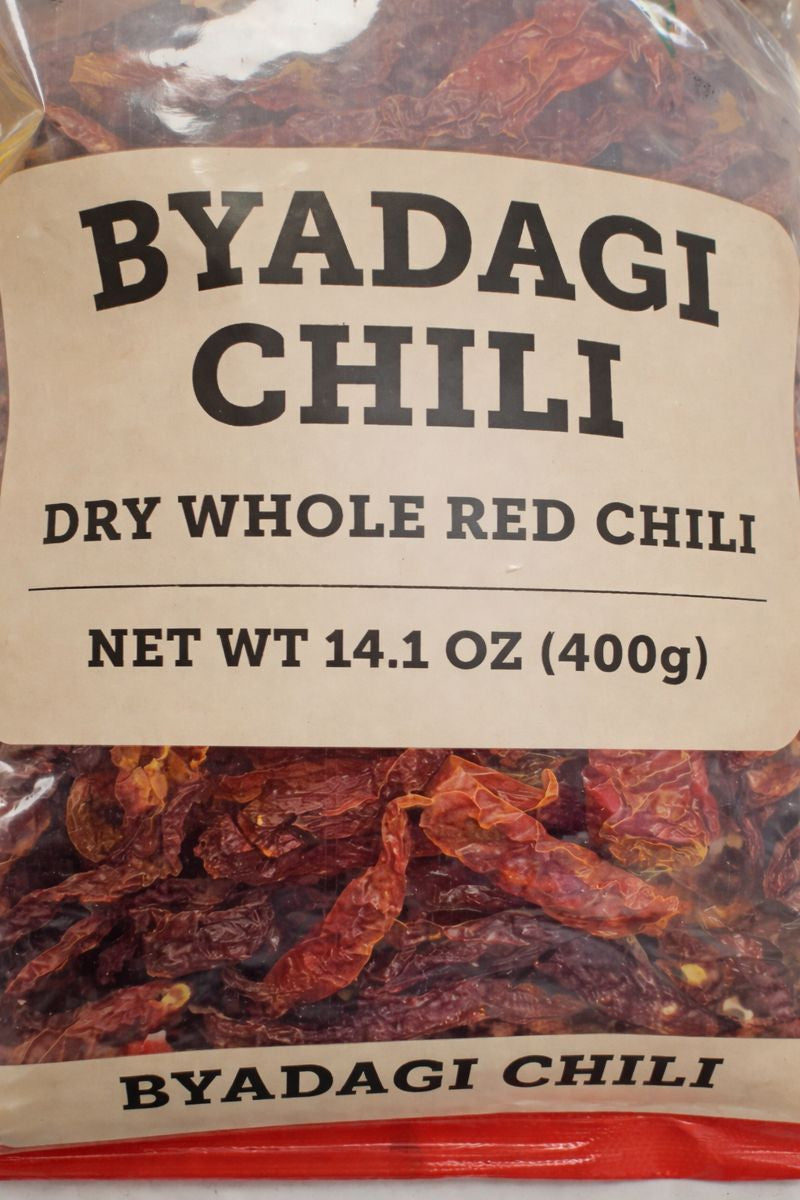 BYADAGI
CHILI
DRY WHOLE RED CHILI
NET WT 14.1 OZ (400g)
BYADAGI CHILI